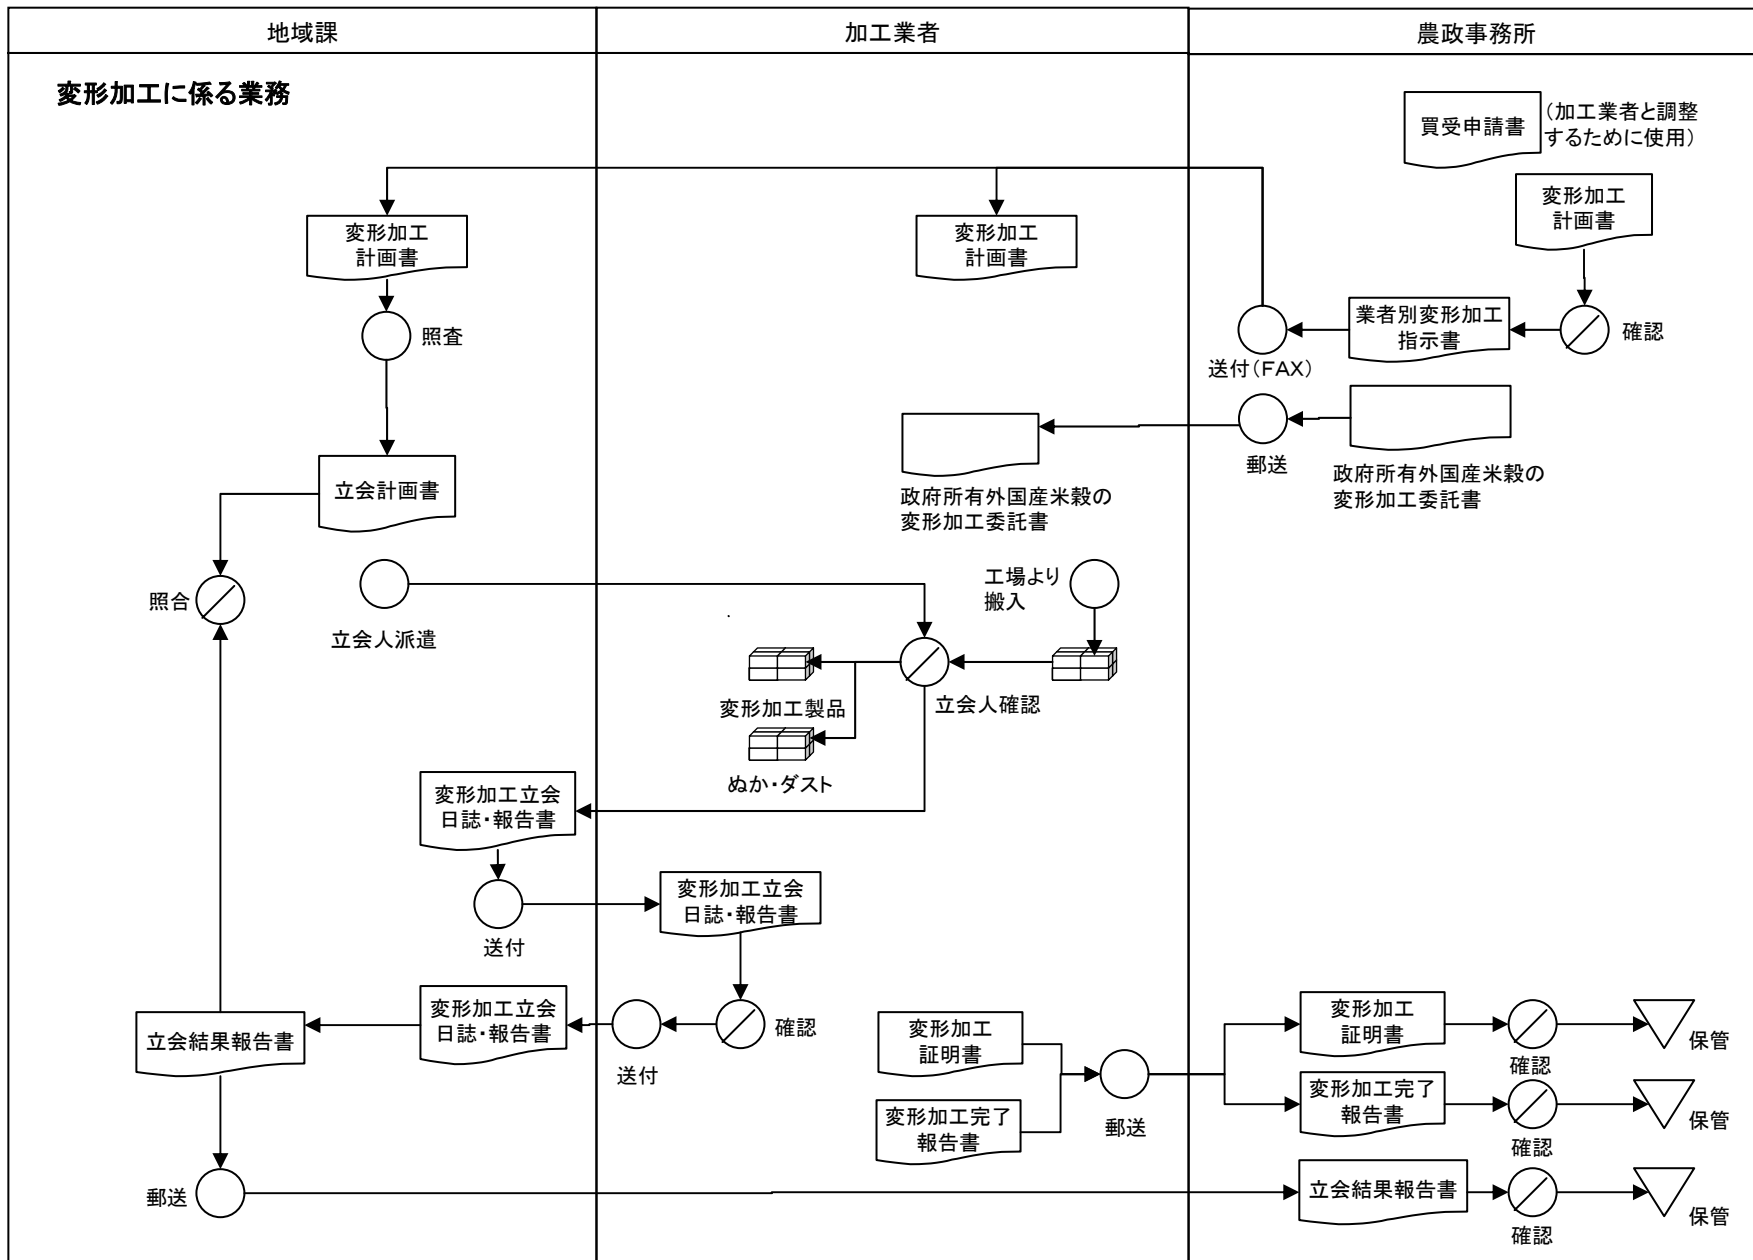 地域課
加工業者
農政事務所
変形加工に係る業務
買受申請書
(加工業者と調整
するために使用)
変形加工
計画書
変形加工
計画書
変形加工
計画書
照査
業者別変形加工
指示書
確認
送付(FAX)
郵送
政府所有外国産米穀の
変形加工委託書
政府所有外国産米穀の
変形加工委託書
立会計画書
照合
立会人派遣
工場より
搬入
変形加工製品
立会人確認
ぬか・ダスト
変形加工立会
日誌・報告書
送付
変形加工立会
日誌・報告書
確認
送付
変形加工立会
日誌・報告書
立会結果報告書
郵送
変形加工
証明書
変形加工完了
報告書
郵送
変形加工
証明書
確認
保管
変形加工完了
報告書
確認
保管
立会結果報告書
確認
保管